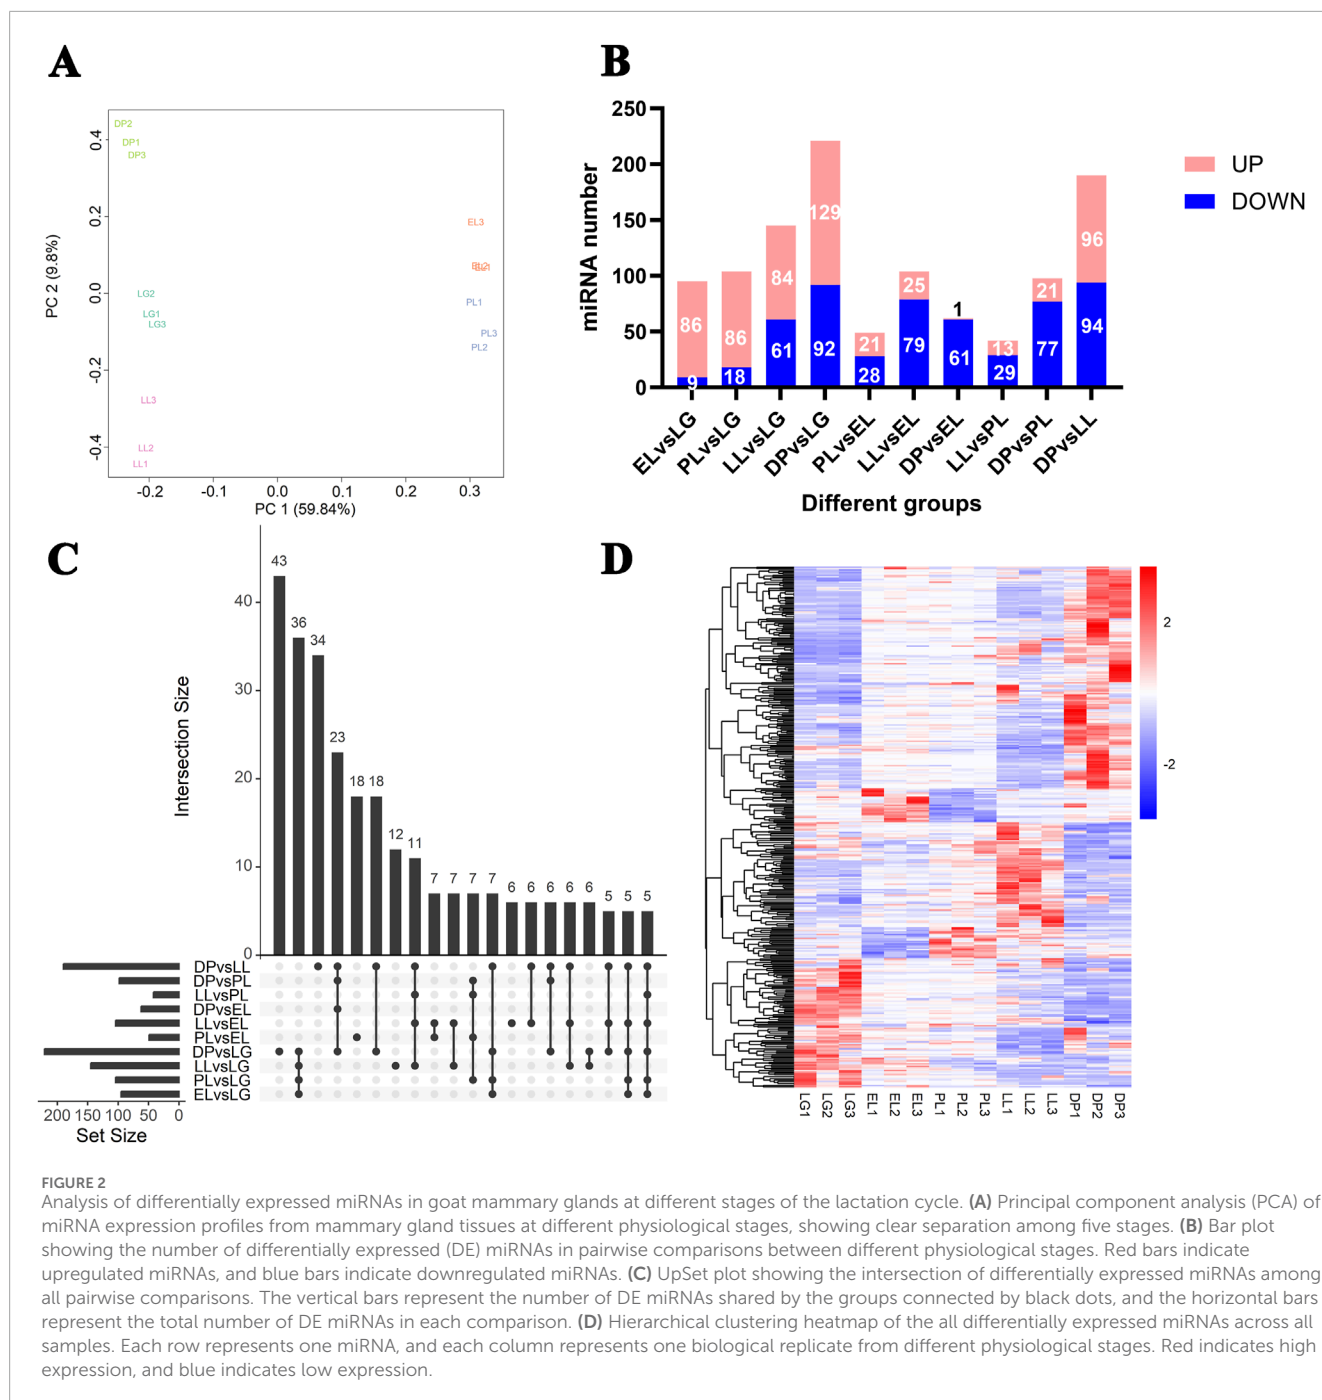 A
DP2
DP1
DP3
EL3
EL2
EL1
LG2
LG1
LG3
PL1
PL3
PL2
LL3
LL2
LL1
0.4
0.2
0.0
-0.2
-0.4
PC 2 (9.8%)
-0.2 -0.1 0.0 0.1 0.2 0.3
PC 1 (59.84%)
B
250
200
150
100
50
0
miRNA number
86 86 84 129 21 25 1 13 21 96
9 18 61 92 28 79 61 29 77 94
ELvsLG PLvsLG LLvsLG DPvsLG PLvsEL LLvsEL DPvsEL LLvsPL DPvsPL DPvsLL
Different groups
UP
DOWN
C
43 36 34 23 18 18 12 11 7 7 7 7 6 6 6 6 6 5 5 5
40
30
20
10
0
Intersection Size
DPvsLL
DPvsPL
LLvsPL
DPvsEL
LLvsEL
PLvsEL
DPvsLG
LLvsLG
PLvsLG
ELvsLG
200 150 100 50 0
Set Size
D
2
-2
LG1 LG2 LG3 EL1 EL2 EL3 PL1 PL2 PL3 LL1 LL2 LL3 DP1 DP2 DP3
FIGURE 2
Analysis of differentially expressed miRNAs in goat mammary glands at different stages of the lactation cycle. (A) Principal component analysis (PCA) of
miRNA expression profiles from mammary gland tissues at different physiological stages, showing clear separation among five stages. (B) Bar plot
showing the number of differentially expressed (DE) miRNAs in pairwise comparisons between different physiological stages. Red bars indicate
upregulated miRNAs, and blue bars indicate downregulated miRNAs. (C) UpSet plot showing the intersection of differentially expressed miRNAs among
all pairwise comparisons. The vertical bars represent the number of DE miRNAs shared by the groups connected by black dots, and the horizontal bars
represent the total number of DE miRNAs in each comparison. (D) Hierarchical clustering heatmap of the all differentially expressed miRNAs across all
samples. Each row represents one miRNA, and each column represents one biological replicate from different physiological stages. Red indicates high
expression, and blue indicates low expression.